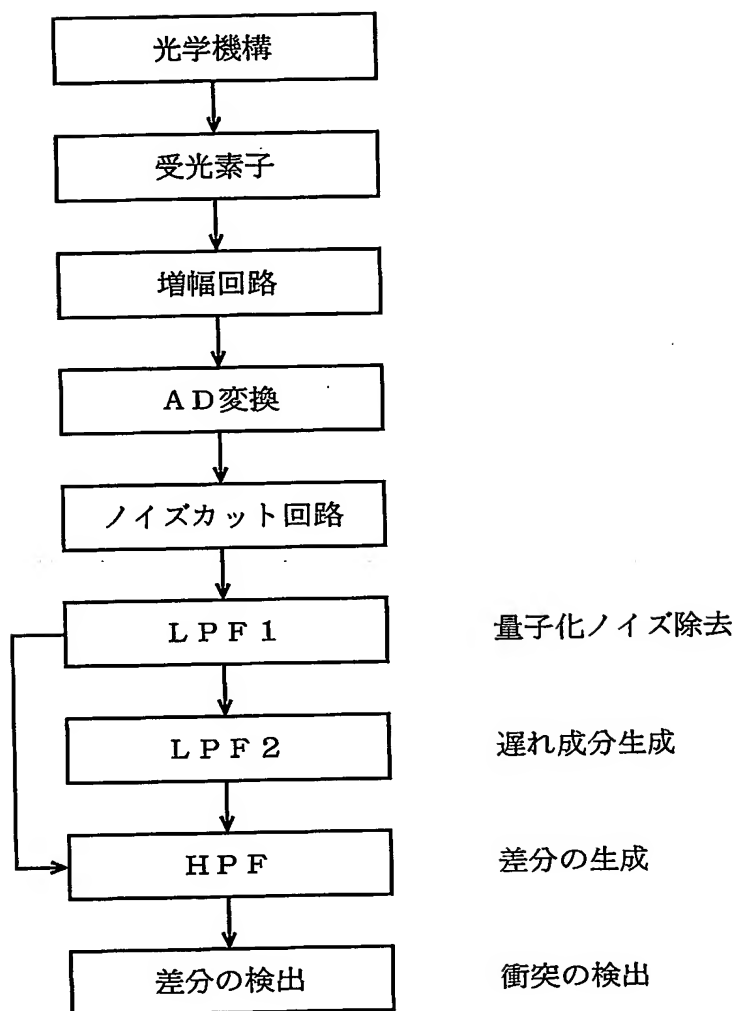 光学機構
受光素子
増幅回路
AD変換
ノイズカット回路
LPF1 量子化ノイズ除去
LPF2 遅れ成分生成
HPF 差分の生成
差分の検出 衝突の検出